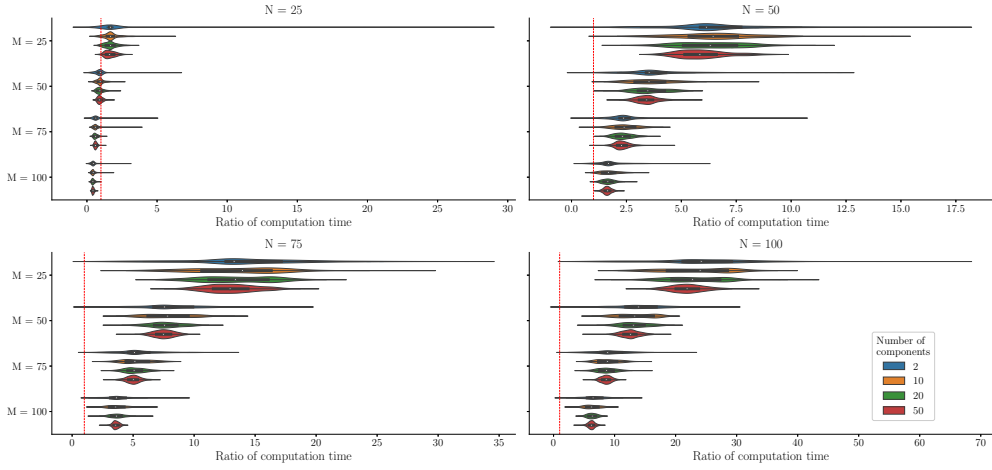 N = 25
M = 25
M = 50
M = 75
M = 100
0 5 10 15 20 25 30
Ratio of computation time
N = 50
0.0 2.5 5.0 7.5 10.0 12.5 15.0 17.5
Ratio of computation time
N = 75
M = 25
M = 50
M = 75
M = 100
0 5 10 15 20 25 30 35
Ratio of computation time
N = 100
Number of
components
2
10
20
50
0 10 20 30 40 50 60 70
Ratio of computation time